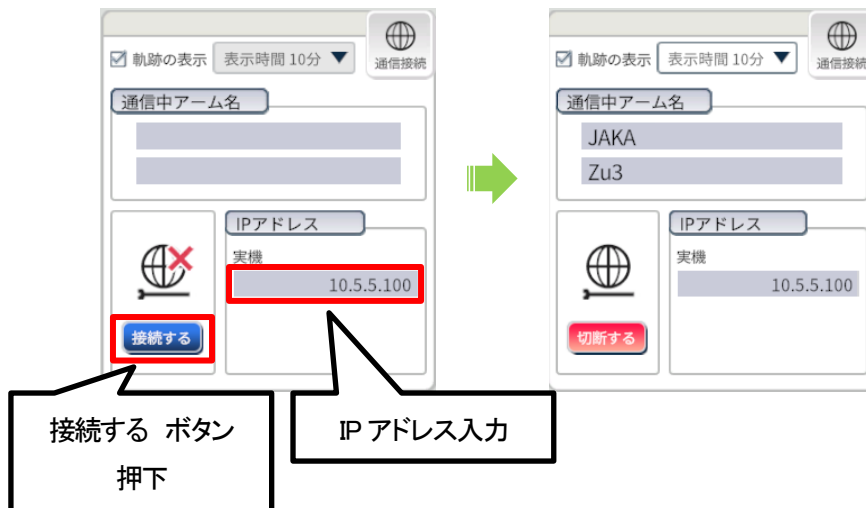 軌跡の表示 表示時間 10分 ▼
通信接続
通信中アーム名
IPアドレス
実機
10.5.5.100
接続する
接続する ボタン
押下
IP アドレス入力
軌跡の表示 表示時間 10分 ▼
通信接続
通信中アーム名
JAKA
Zu3
IPアドレス
実機
10.5.5.100
切断する